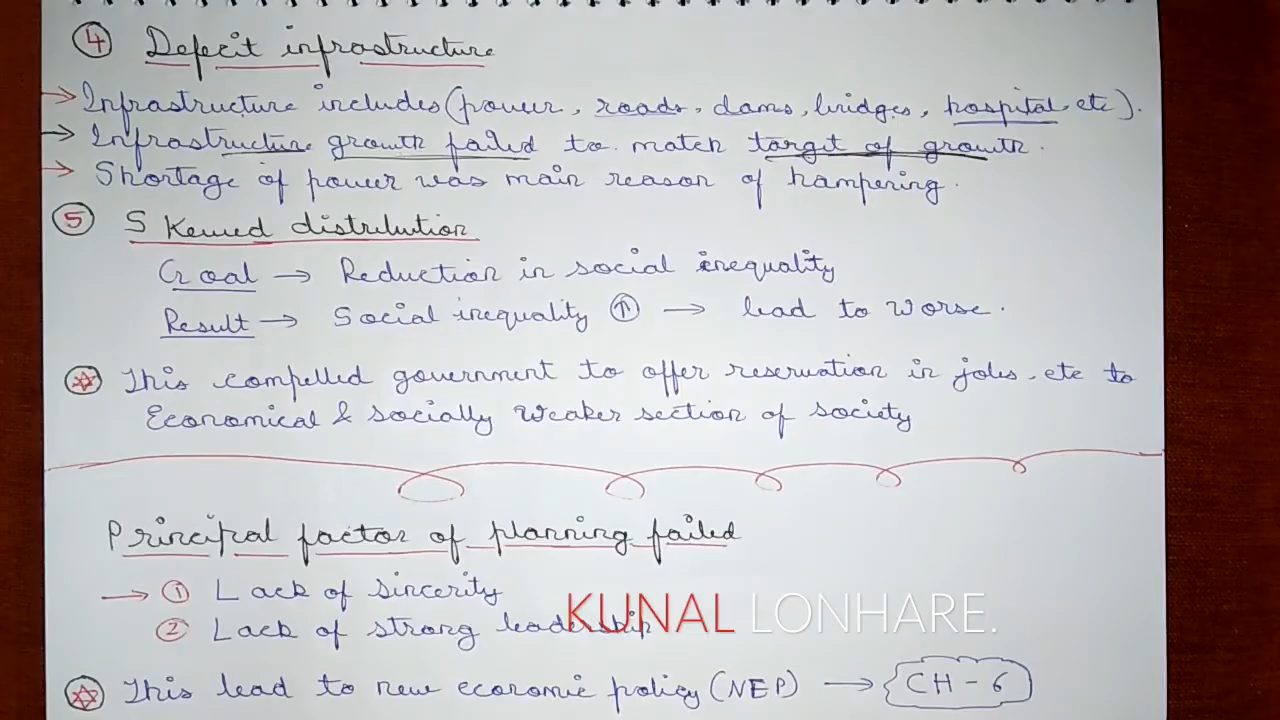 4 Deficit infrastructure
→ Infrastructure includes (power, roads, dams, bridges, hospital etc).
→ Infrastructure growth failed to match target of growth.
→ Shortage of power was main reason of hampering.
5 Skewed distribution
Goal → Reduction in social inequality
Result → Social inequality ↑ → lead to worse.
This compelled government to offer reservation in jobs, etc to
Economical & socially weaker section of society
Principal factor of planning failed
→ 1 Lack of sincerity
2 Lack of strong leadership
KUNAL LONHARE.
This lead to new economic policy (NEP) → CH-6